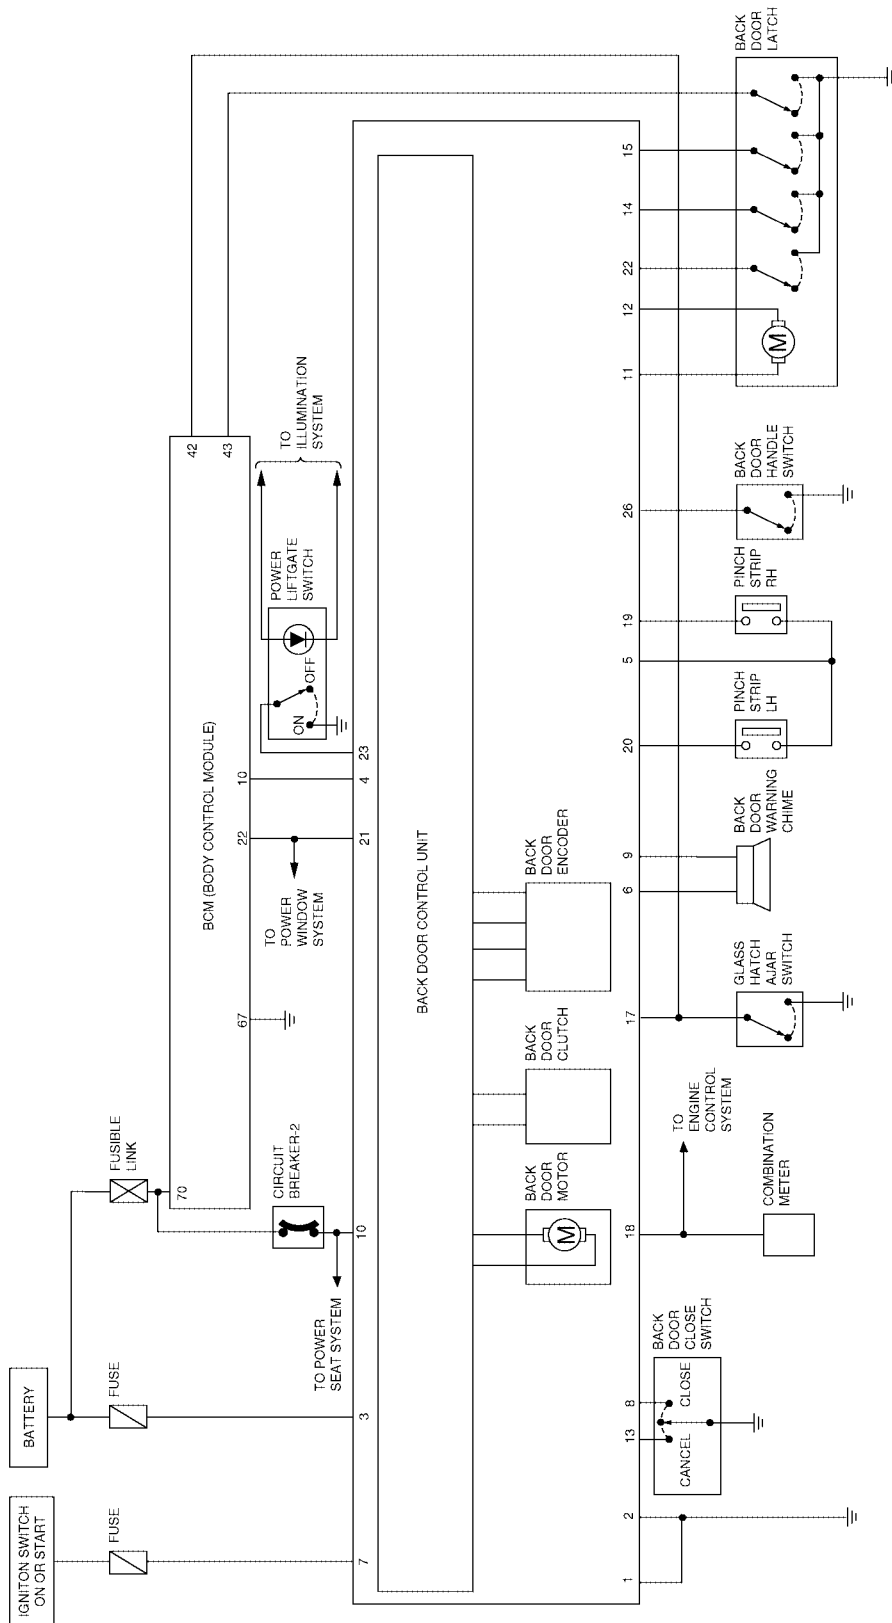 IGNITON SWITCH
ON OR START
BATTERY
FUSE
FUSE
FUSIBLE
LINK
70
67
22
10
42
43
BCM (BODY CONTROL MODULE)
CIRCUIT
BREAKER-2
TO POWER
SEAT SYSTEM
TO
POWER
WINDOW
SYSTEM
POWER
LIFTGATE
SWITCH
ON
OFF
TO
ILLUMINATION
SYSTEM
7
3
10
21
4
23
BACK DOOR CONTROL UNIT
BACK
DOOR
MOTOR
M
BACK
DOOR
CLUTCH
BACK
DOOR
ENCODER
1
2
13
8
18
17
6
9
20
5
19
26
11
12
22
14
15
BACK
DOOR
CLOSE
SWITCH
CANCEL
CLOSE
TO
ENGINE
CONTROL
SYSTEM
COMBINATION
METER
GLASS
HATCH
AJAR
SWITCH
BACK
DOOR
WARNING
CHIME
PINCH
STRIP
LH
PINCH
STRIP
RH
BACK
DOOR
HANDLE
SWITCH
M
BACK
DOOR
LATCH